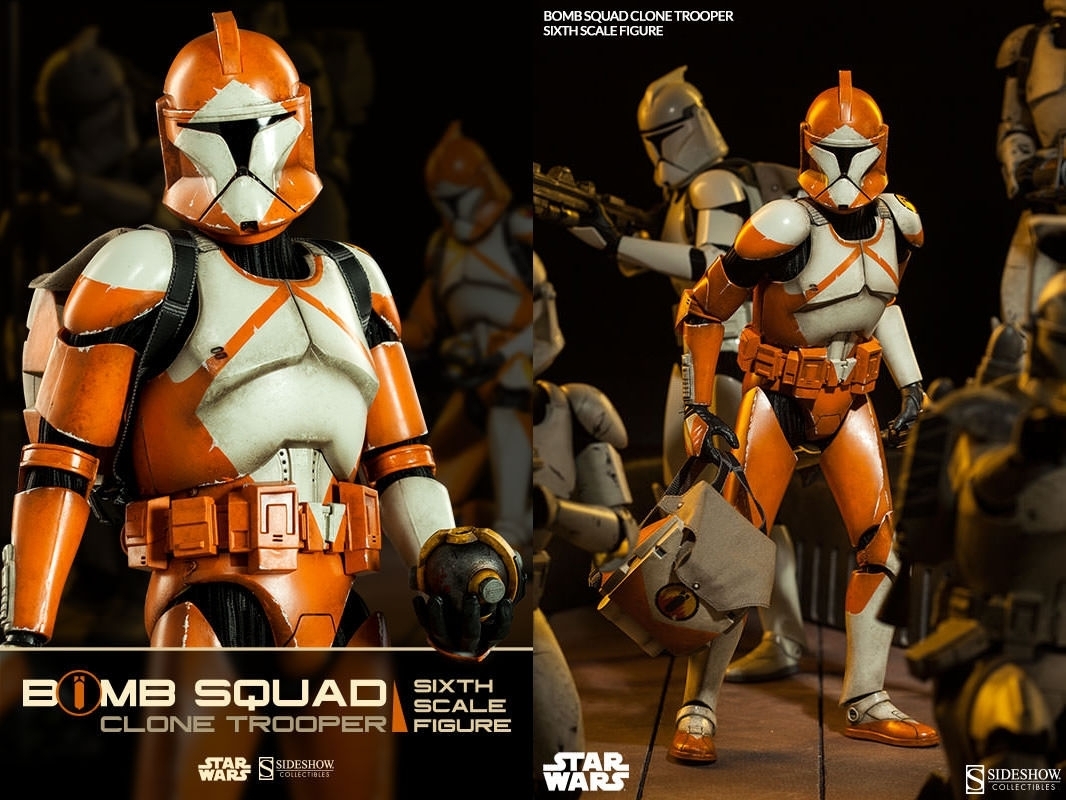 BOMB SQUAD
CLONE TROOPER
SIXTH
SCALE
FIGURE
STAR
WARS
S SIDESHOW
COLLECTIBLES
BOMB SQUAD CLONE TROOPER
SIXTH SCALE FIGURE
STAR
WARS
S SIDESHOW
COLLECTIBLES